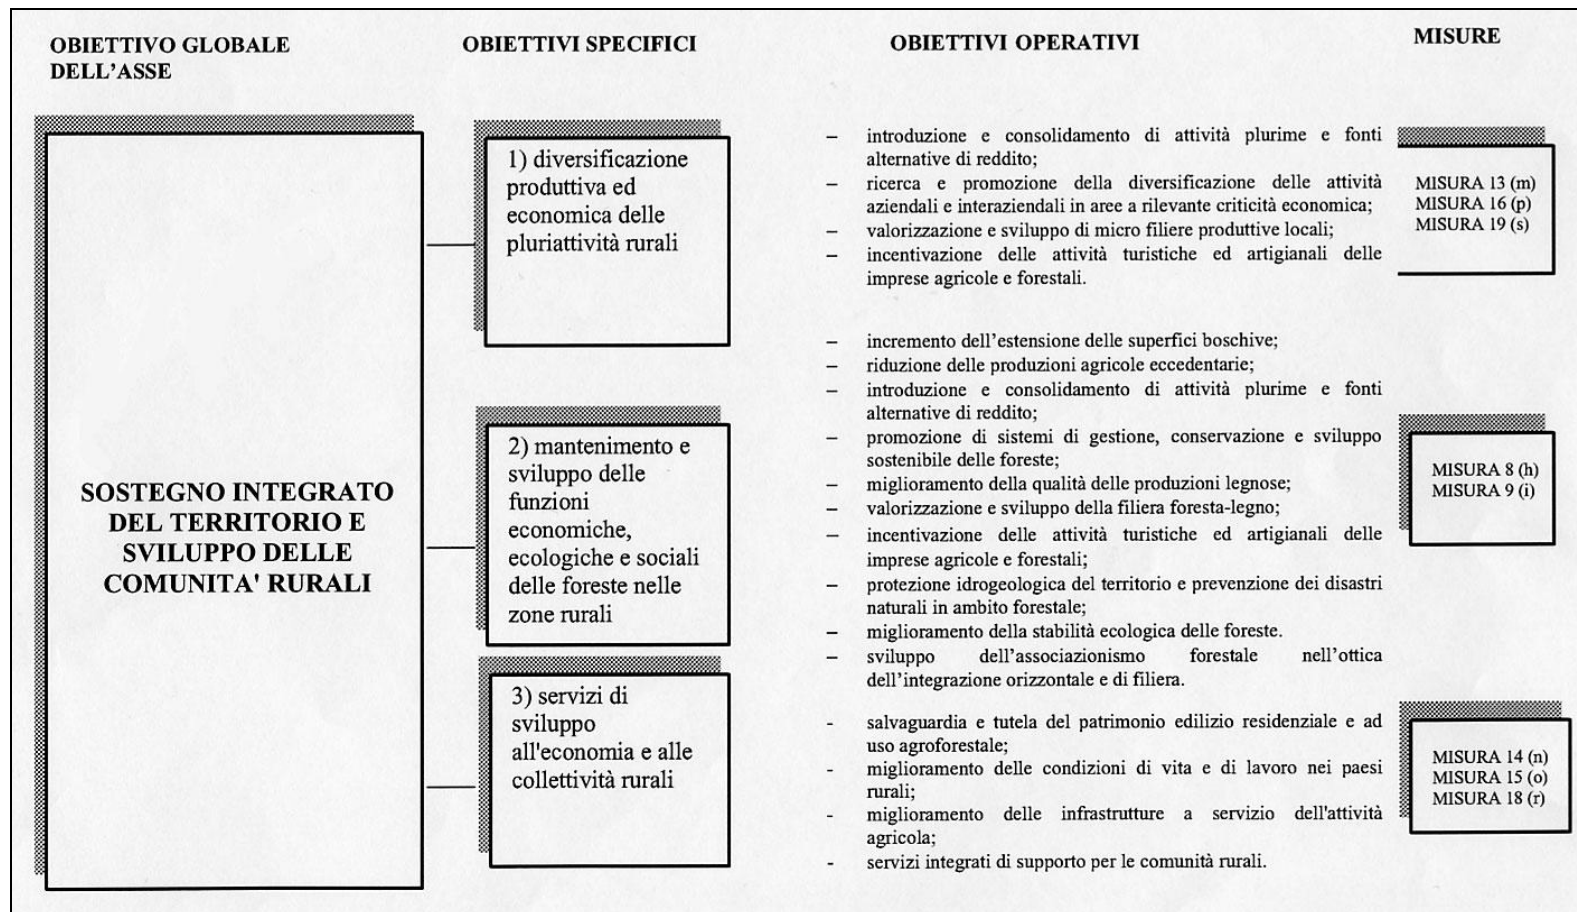 OBIETTIVO GLOBALE
DELL'ASSE
OBIETTIVI SPECIFICI
OBIETTIVI OPERATIVI
MISURE
SOSTEGNO INTEGRATO
DEL TERRITORIO E
SVILUPPO DELLE
COMUNITA' RURALI
1) diversificazione
produttiva ed
economica delle
pluriattività rurali
– introduzione e consolidamento di attività plurime e fonti
alternative di reddito;
– ricerca e promozione della diversificazione delle attività
aziendali e interaziendali in aree a rilevante criticità economica;
– valorizzazione e sviluppo di micro filiere produttive locali;
– incentivazione delle attività turistiche ed artigianali delle
imprese agricole e forestali.
MISURA 13 (m)
MISURA 16 (p)
MISURA 19 (s)
2) mantenimento e
sviluppo delle
funzioni
economiche,
ecologiche e sociali
delle foreste nelle
zone rurali
– incremento dell'estensione delle superfici boschive;
– riduzione delle produzioni agricole eccedentarie;
– introduzione e consolidamento di attività plurime e fonti
alternative di reddito;
– promozione di sistemi di gestione, conservazione e sviluppo
sostenibile delle foreste;
– miglioramento della qualità delle produzioni legnose;
– valorizzazione e sviluppo della filiera foresta-legno;
– incentivazione delle attività turistiche ed artigianali delle
imprese agricole e forestali;
– protezione idrogeologica del territorio e prevenzione dei disastri
naturali in ambito forestale;
– miglioramento della stabilità ecologica delle foreste.
– sviluppo dell'associazionismo forestale nell'ottica
dell'integrazione orizzontale e di filiera.
MISURA 8 (h)
MISURA 9 (i)
3) servizi di
sviluppo
all'economia e alle
collettività rurali
- salvaguardia e tutela del patrimonio edilizio residenziale e ad
uso agroforestale;
- miglioramento delle condizioni di vita e di lavoro nei paesi
rurali;
- miglioramento delle infrastrutture a servizio dell'attività
agricola;
- servizi integrati di supporto per le comunità rurali.
MISURA 14 (n)
MISURA 15 (o)
MISURA 18 (r)